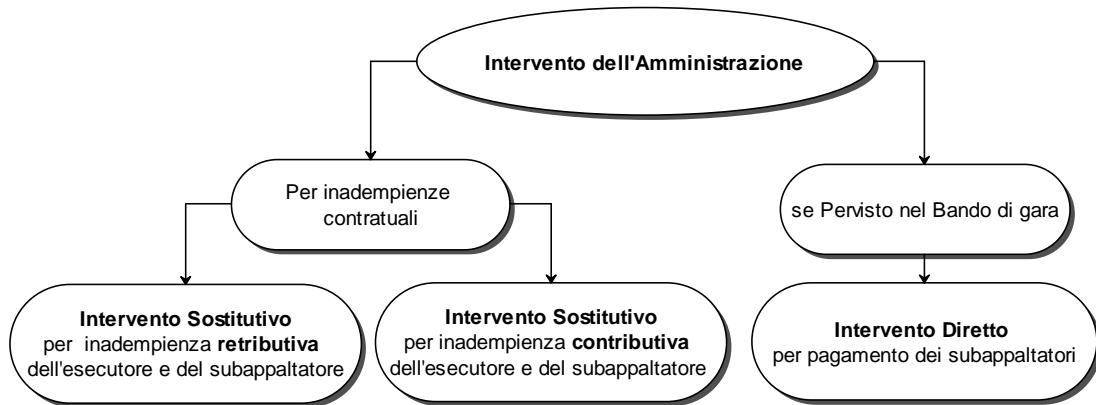 Intervento dell'Amministrazione
Per inadempienze
contratuali
se Pervisto nel Bando di gara
Intervento Sostitutivo
per inadempienza retributiva
dell'esecutore e del subappaltatore
Intervento Sostitutivo
per inadempienza contributiva
dell'esecutore e del subappaltatore
Intervento Diretto
per pagamento dei subappaltatori